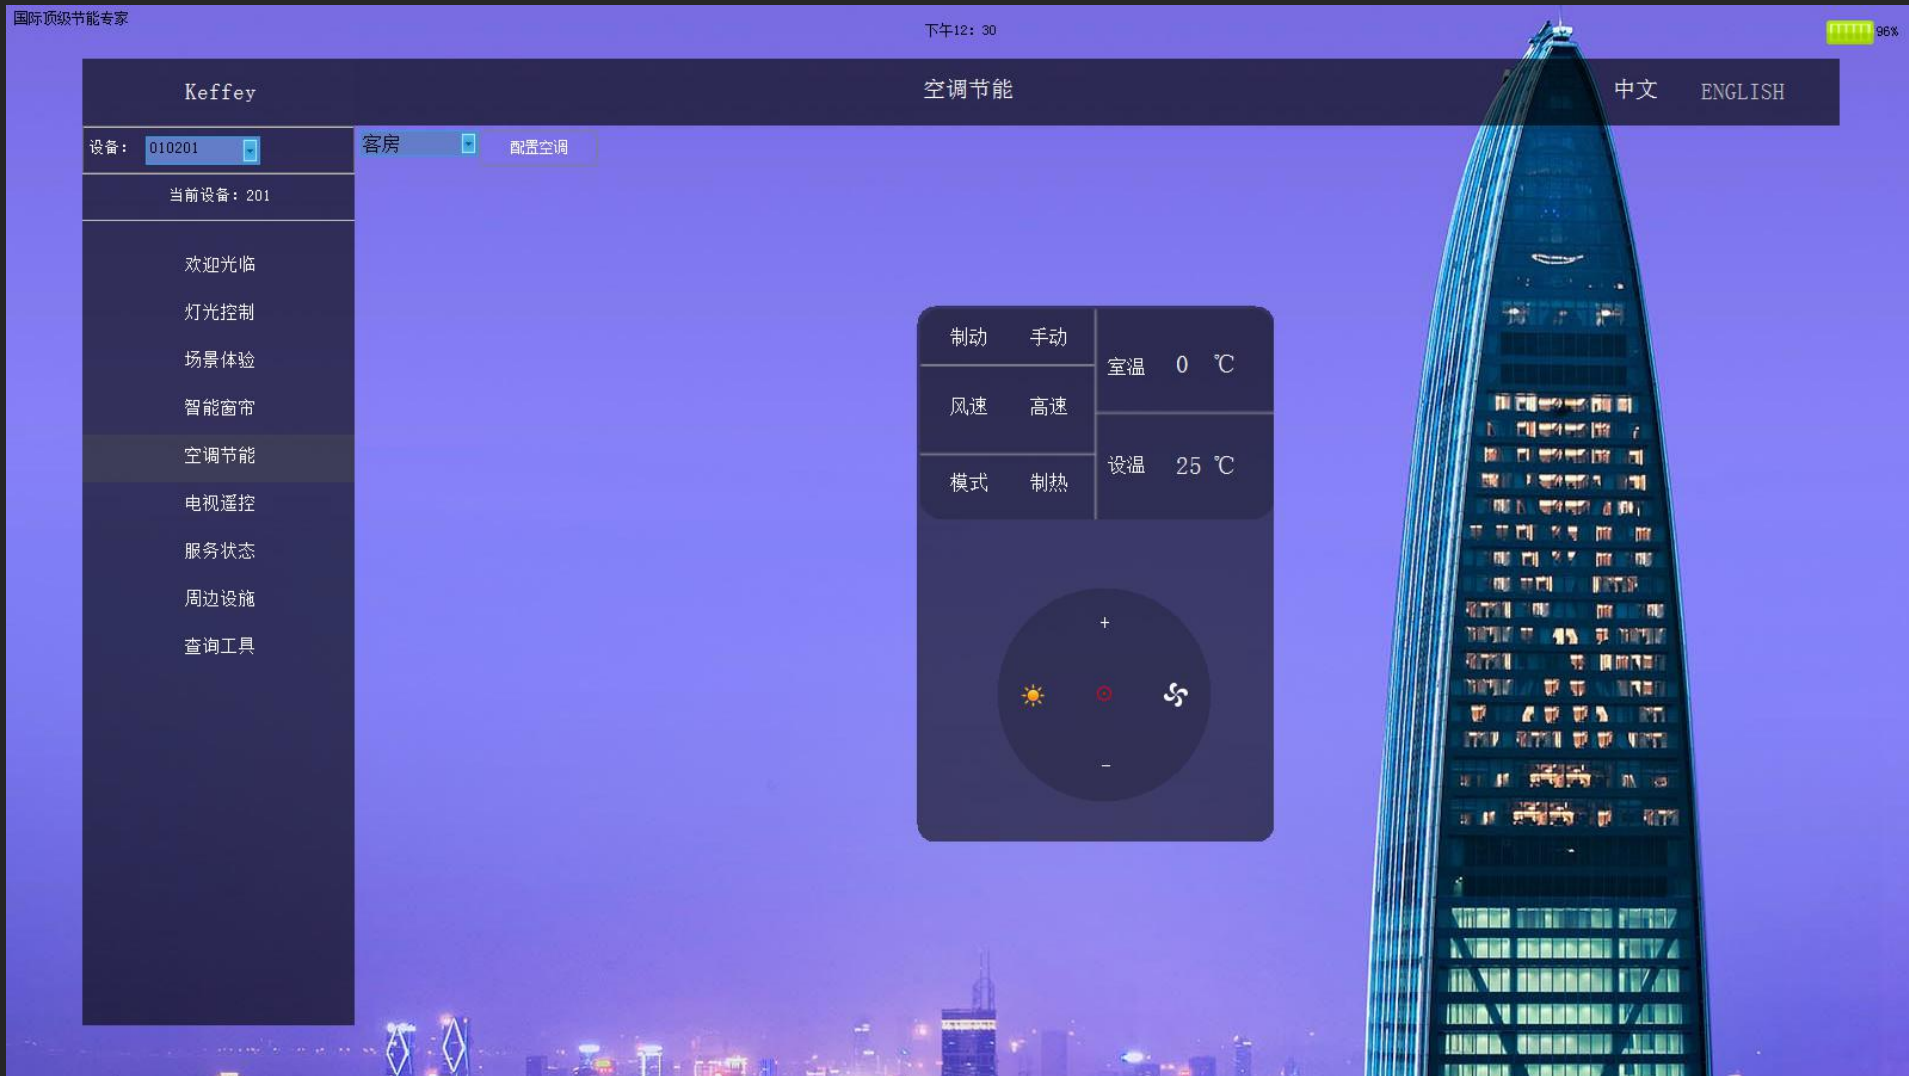 国际顶级节能专家
下午12: 30
96%
Keffey
空调节能
中文
ENGLISH
设备:
010201
客房
配置空调
当前设备: 201
欢迎光临
灯光控制
场景体验
智能窗帘
空调节能
电视遥控
服务状态
周边设施
查询工具
制动 手动
室温 0 ℃
风速 高速
设温 25 ℃
模式 制热
+
-